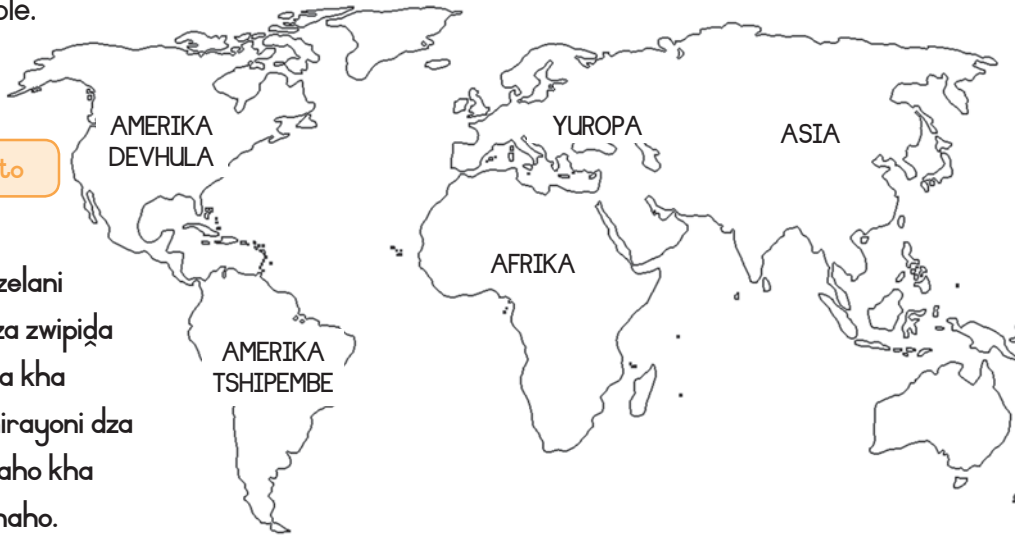 ole.
AMERIKA
DEVHULA
YUROPA
ASIA
to
AFRIKA
zelani
za zwipiḓa
a kha
AMERIKA
TSHIPEMBE
irayoni dza
aho kha
naho.